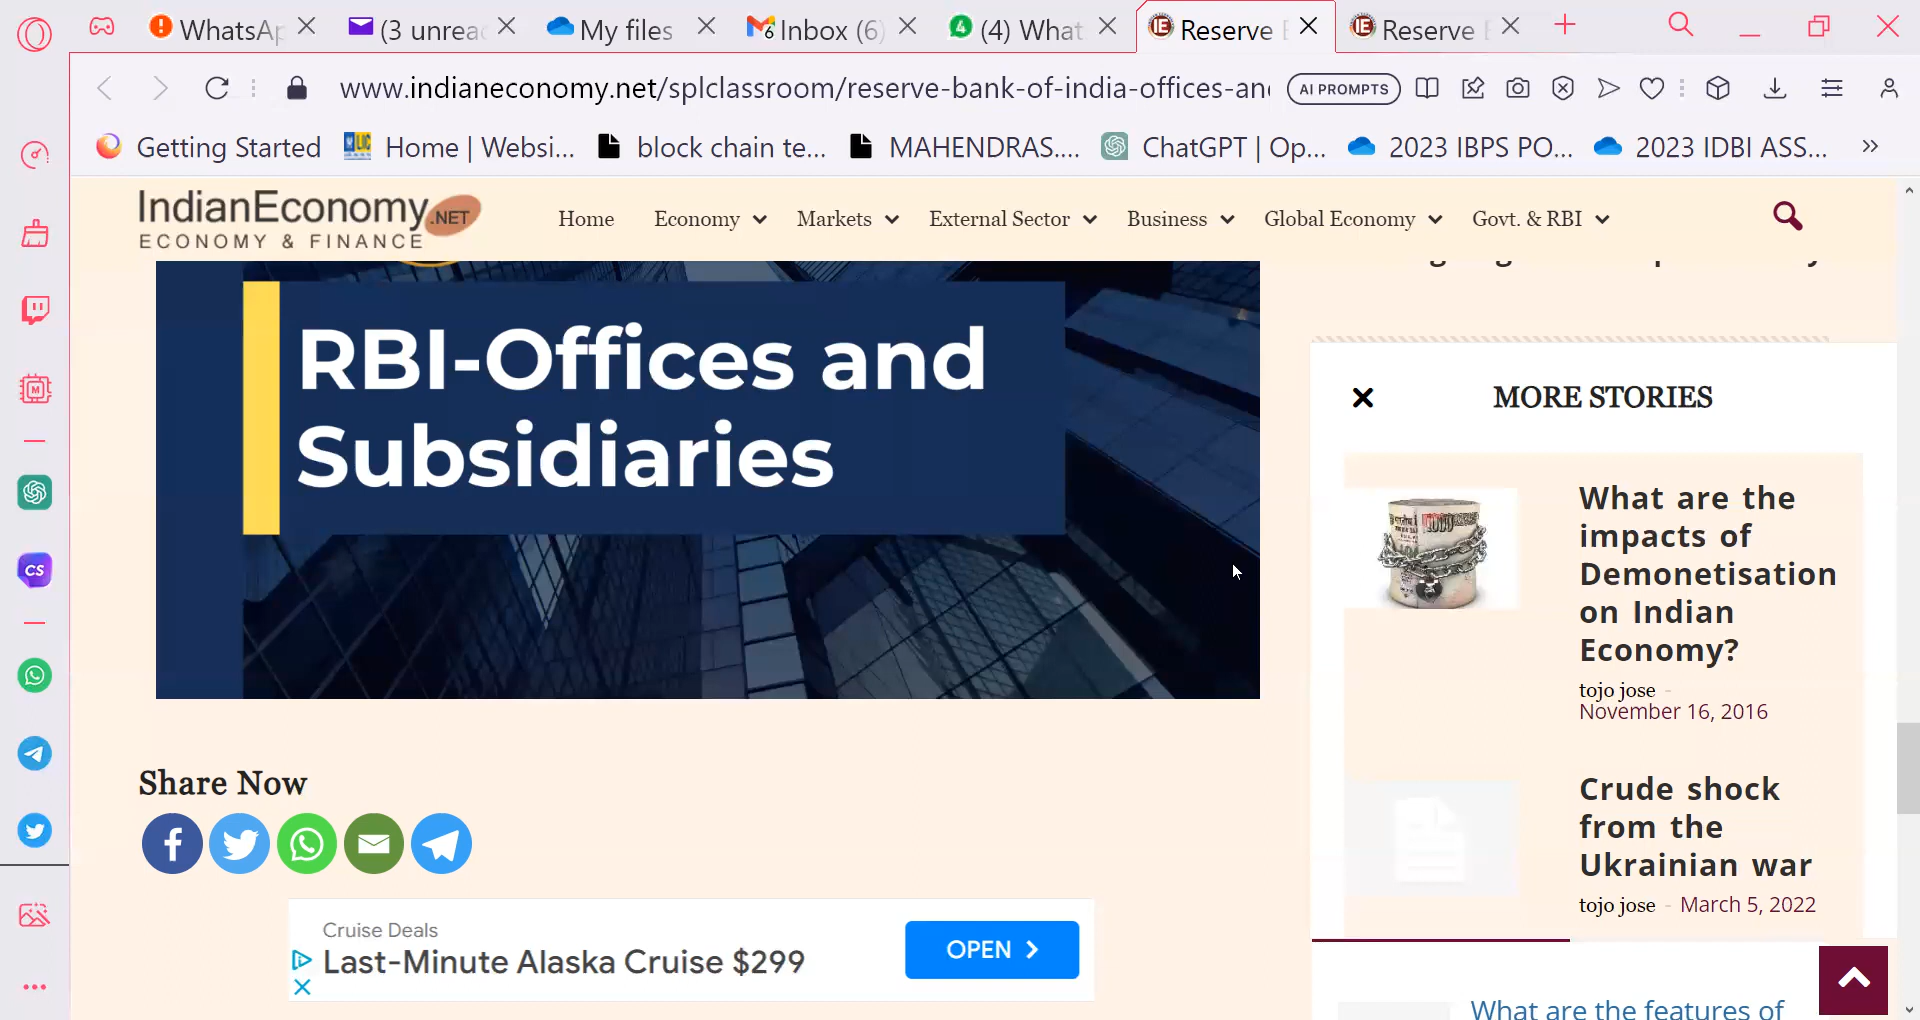 WhatsAp
(3 unread
My files
Inbox (6)
(4) What
Reserve
Reserve
www.indianeconomy.net/splclassroom/reserve-bank-of-india-offices-and
AI PROMPTS
Getting Started
Home | Websi...
block chain te...
MAHENDRAS....
ChatGPT | Op...
2023 IBPS PO...
2023 IDBI ASS...
IndianEconomy.NET
ECONOMY & FINANCE
Home
Economy
Markets
External Sector
Business
Global Economy
Govt. & RBI
RBI-Offices and
Subsidiaries
MORE STORIES
What are the
impacts of
Demonetisation
on Indian
Economy?
tojo jose -
November 16, 2016
Crude shock
from the
Ukrainian war
tojo jose - March 5, 2022
What are the features of
Share Now
Cruise Deals
Last-Minute Alaska Cruise $299
OPEN
CS